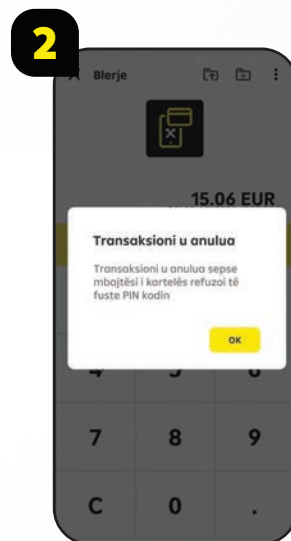 2
Blerje
15.06 EUR
Transaksioni u anulua
Transaksioni u anulua sepse
mbajtësi i kartelës refuzoi të
fuste PIN kodin
OK
7 8 9
C 0 .